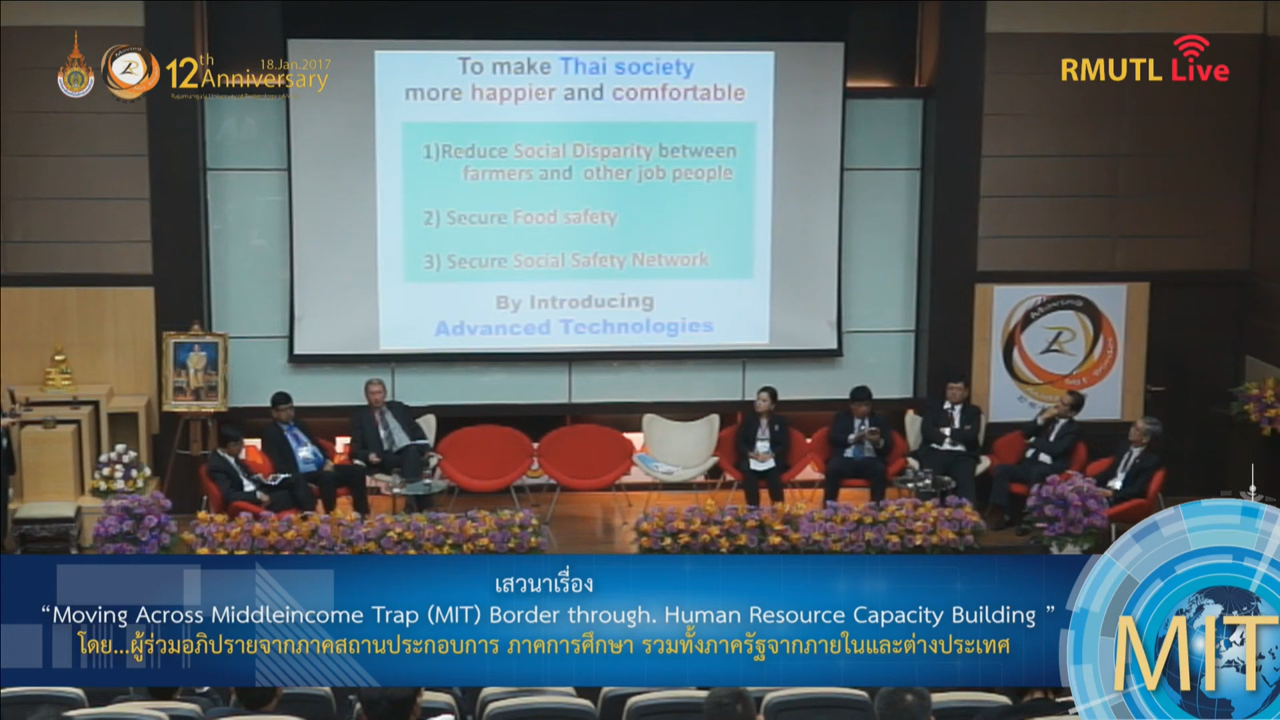 12th
Anniversary
18.Jan.2017
RMUTL Live
To make Thai society
more happier and comfortable
1)Reduce Social Disparity between
farmers and other job people
2) Secure Food safety
3) Secure Social Safety Network
By Introducing
Advanced Technologies
Moving
R
เสวนาเรื่อง
“Moving Across Middleincome Trap (MIT) Border through. Human Resource Capacity Building ”
โดย...ผู้ร่วมอภิปรายจากภาคสถานประกอบการ ภาคการศึกษา รวมทั้งภาครัฐจากภายในและต่างประเทศ
MIT